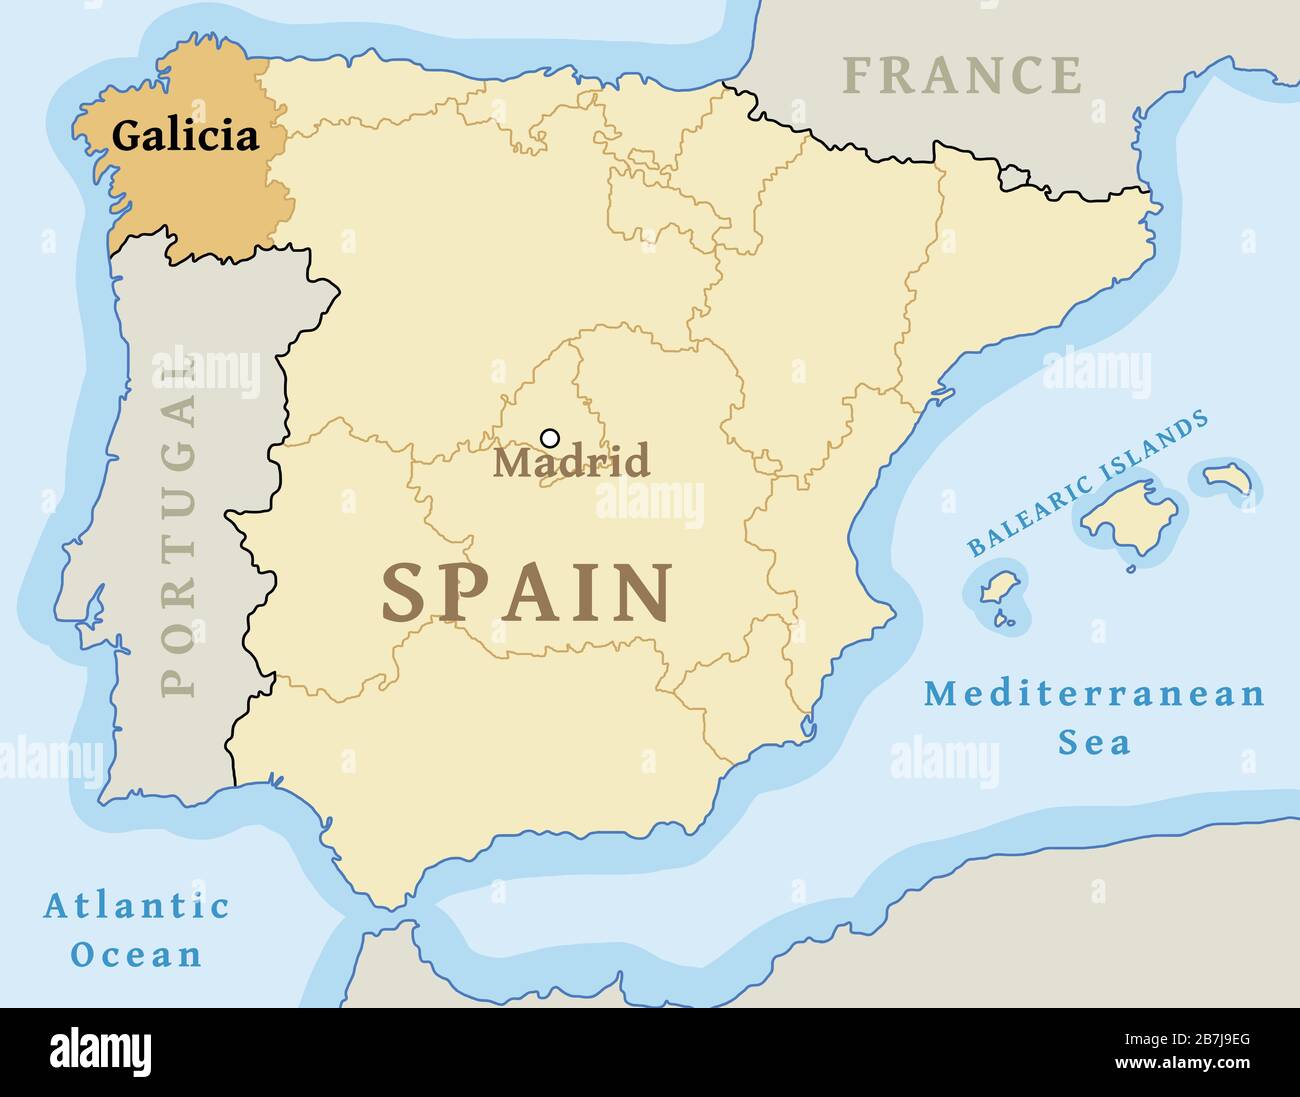 FRANCE
Galicia
PORTUGAL
Madrid
SPAIN
BALEARIC ISLANDS
Mediterranean
Sea
Atlantic
Ocean
alamy
Image ID: 2B7J9EG
www.alamy.com